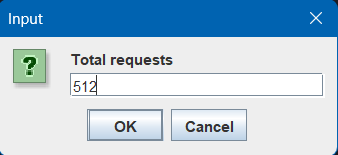 Input
?
Total requests
512
OK
Cancel